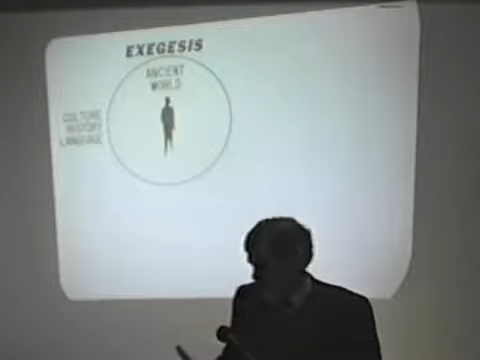 EXEGESIS
ANCIENT
WORLD
CULTURE
HISTORY
LANGUAGE